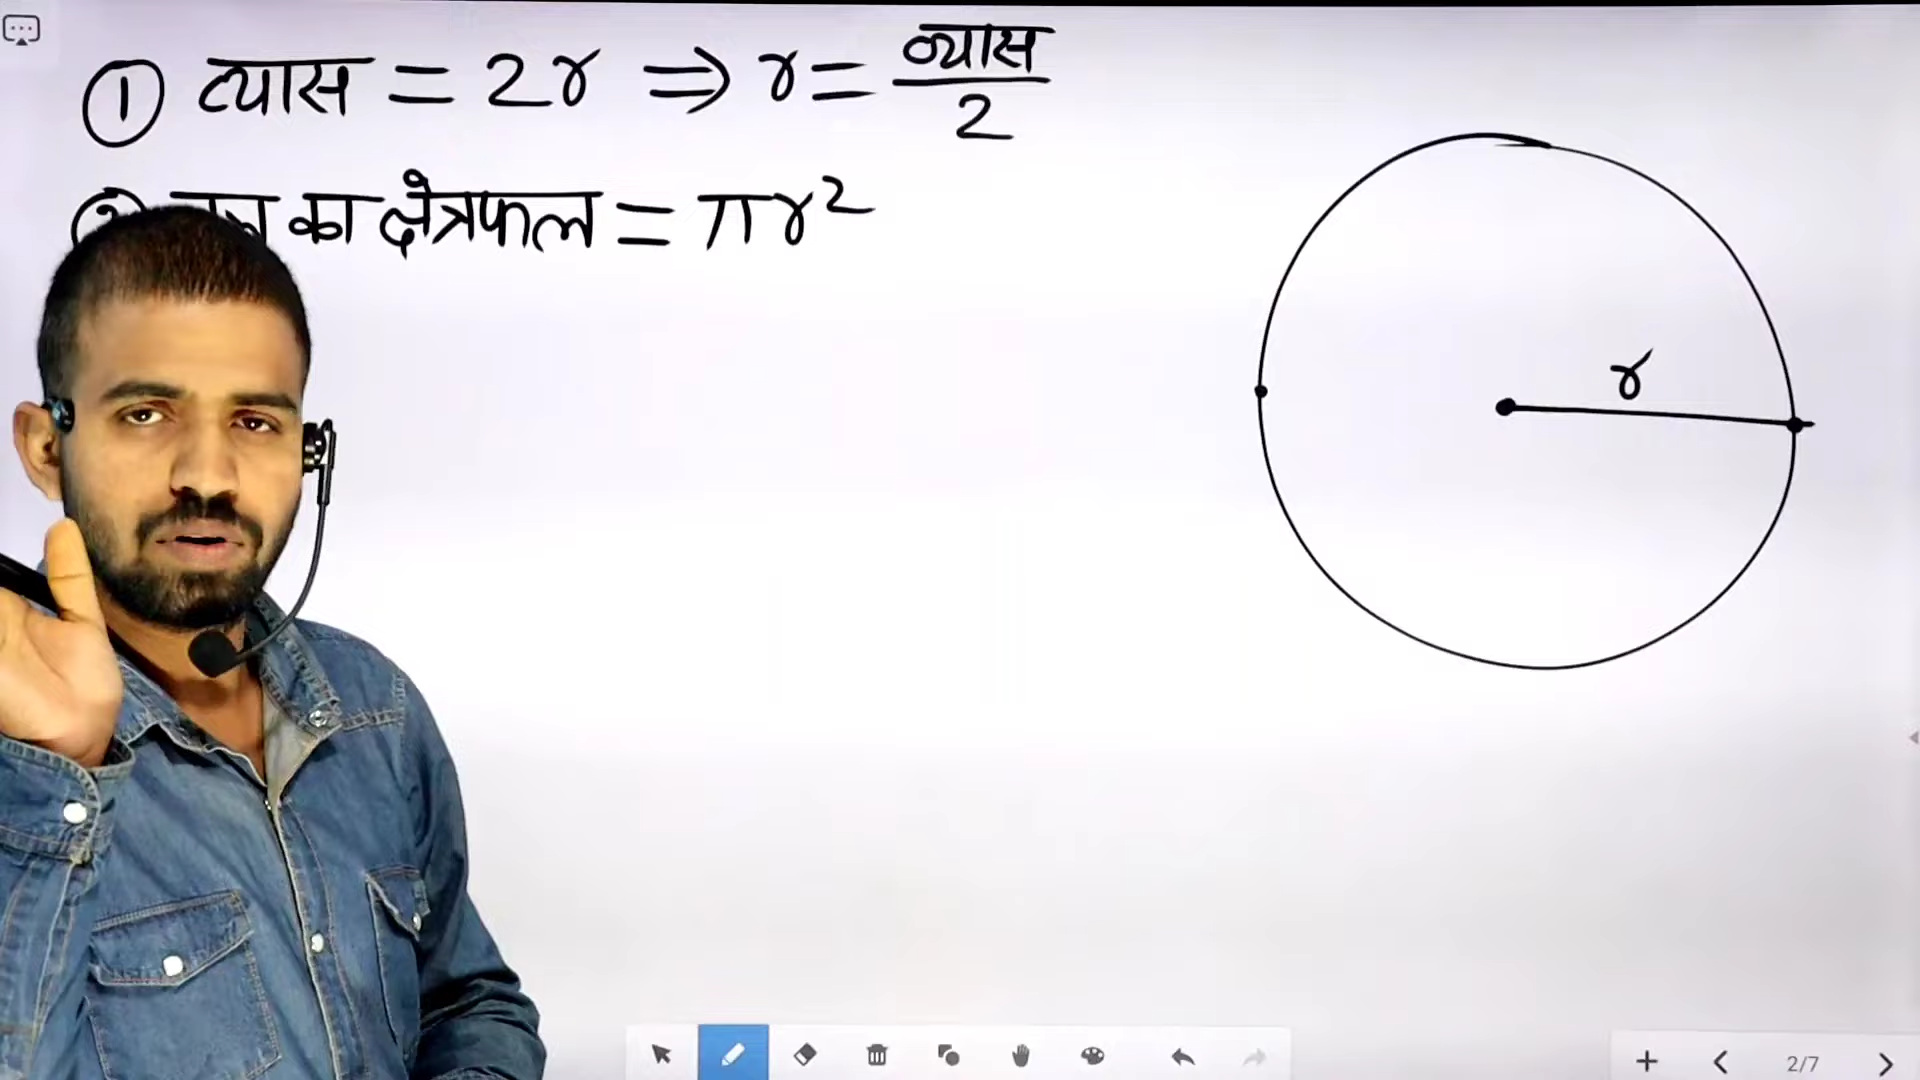 ① व्यास = 2r ⇒ r = व्यास/2
का क्षेत्रफल = πr²
r
2/7